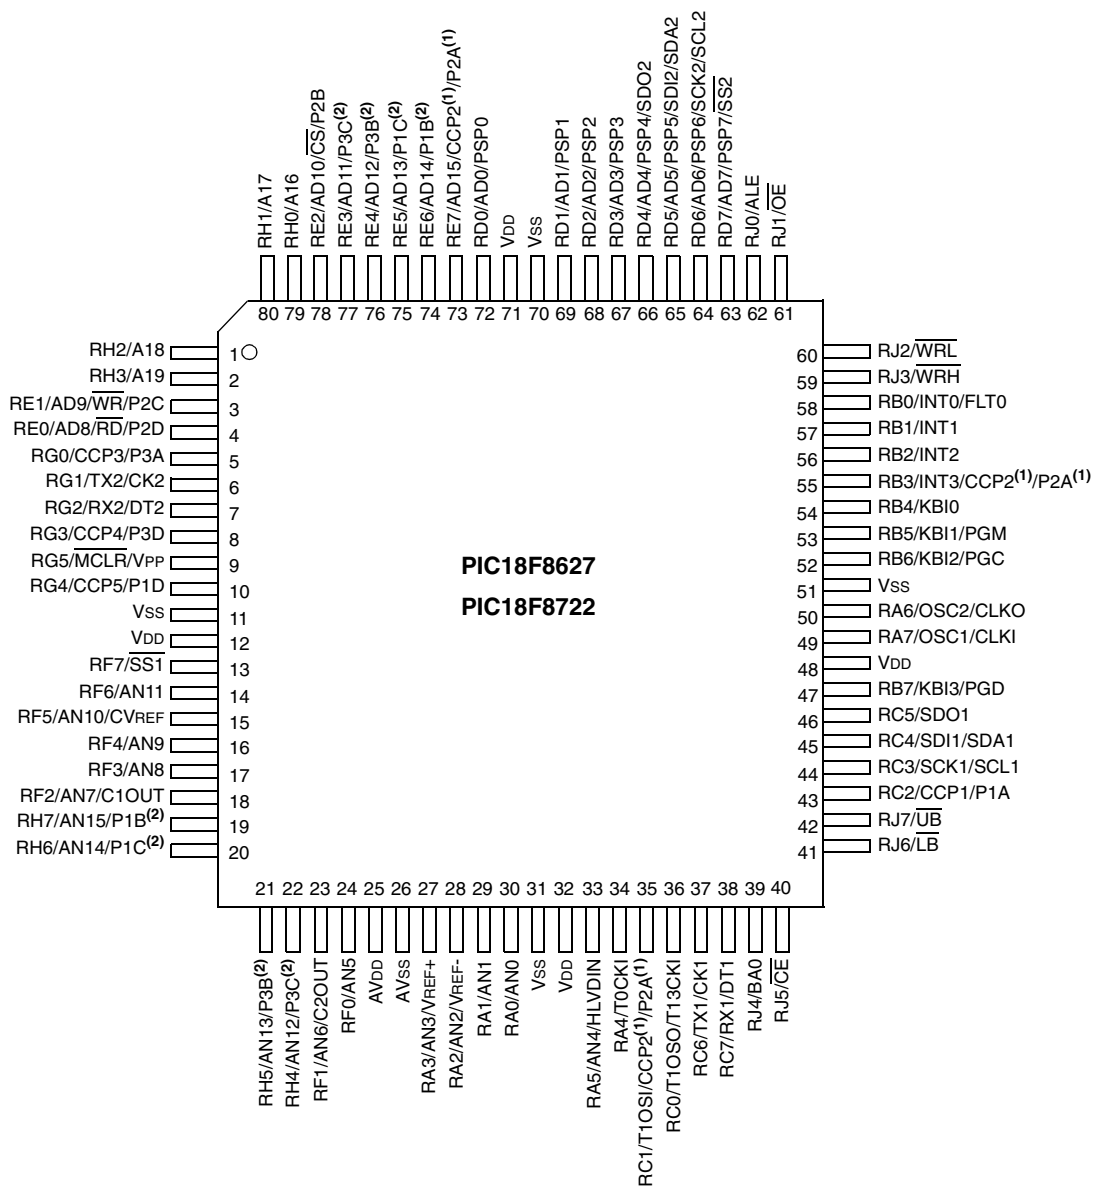 RH1/A17
RH0/A16
RE2/AD10/CS/P2B
RE3/AD11/P3C(2)
RE4/AD12/P3B(2)
RE5/AD13/P1C(2)
RE6/AD14/P1B(2)
RE7/AD15/CCP2(1)/P2A(1)
RD0/AD0/PSP0
VDD
VSS
RD1/AD1/PSP1
RD2/AD2/PSP2
RD3/AD3/PSP3
RD4/AD4/PSP4/SDO2
RD5/AD5/PSP5/SDI2/SDA2
RD6/AD6/PSP6/SCK2/SCL2
RD7/AD7/PSP7/SS2
RJ0/ALE
RJ1/OE
80 79 78 77 76 75 74 73 72 71 70 69 68 67 66 65 64 63 62 61
RH2/A18 1
RH3/A19 2
RE1/AD9/WR/P2C 3
RE0/AD8/RD/P2D 4
RG0/CCP3/P3A 5
RG1/TX2/CK2 6
RG2/RX2/DT2 7
RG3/CCP4/P3D 8
RG5/MCLR/VPP 9
RG4/CCP5/P1D 10
VSS 11
VDD 12
RF7/SS1 13
RF6/AN11 14
RF5/AN10/CVREF 15
RF4/AN9 16
RF3/AN8 17
RF2/AN7/C1OUT 18
RH7/AN15/P1B(2) 19
RH6/AN14/P1C(2) 20
PIC18F8627
PIC18F8722
60 RJ2/WRL
59 RJ3/WRH
58 RB0/INT0/FLT0
57 RB1/INT1
56 RB2/INT2
55 RB3/INT3/CCP2(1)/P2A(1)
54 RB4/KBI0
53 RB5/KBI1/PGM
52 RB6/KBI2/PGC
51 VSS
50 RA6/OSC2/CLKO
49 RA7/OSC1/CLKI
48 VDD
47 RB7/KBI3/PGD
46 RC5/SDO1
45 RC4/SDI1/SDA1
44 RC3/SCK1/SCL1
43 RC2/CCP1/P1A
42 RJ7/UB
41 RJ6/LB
21 22 23 24 25 26 27 28 29 30 31 32 33 34 35 36 37 38 39 40
RH5/AN13/P3B(2)
RH4/AN12/P3C(2)
RF1/AN6/C2OUT
RF0/AN5
AVDD
AVSS
RA3/AN3/VREF+
RA2/AN2/VREF-
RA1/AN1
RA0/AN0
VSS
VDD
RA5/AN4/HLVDIN
RA4/T0CKI
RC1/T1OSI/CCP2(1)/P2A(1)
RC0/T1OSO/T13CKI
RC6/TX1/CK1
RC7/RX1/DT1
RJ4/BA0
RJ5/CE